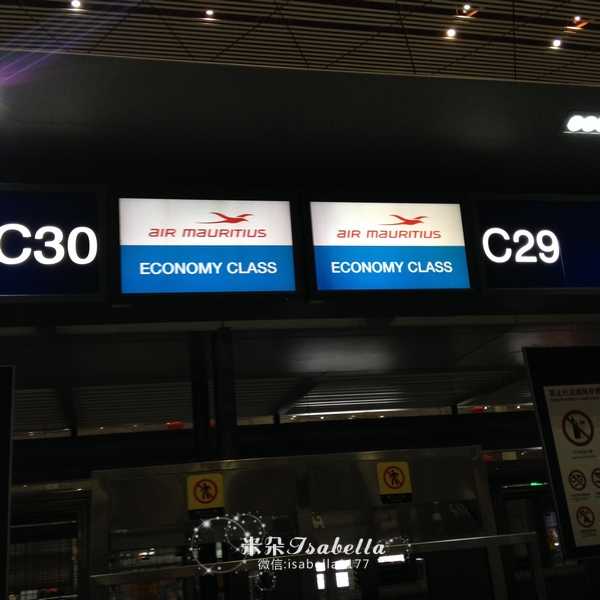 C30
AIR MAURITIUS
ECONOMY CLASS
AIR MAURITIUS
ECONOMY CLASS
C29
米朵Isabella